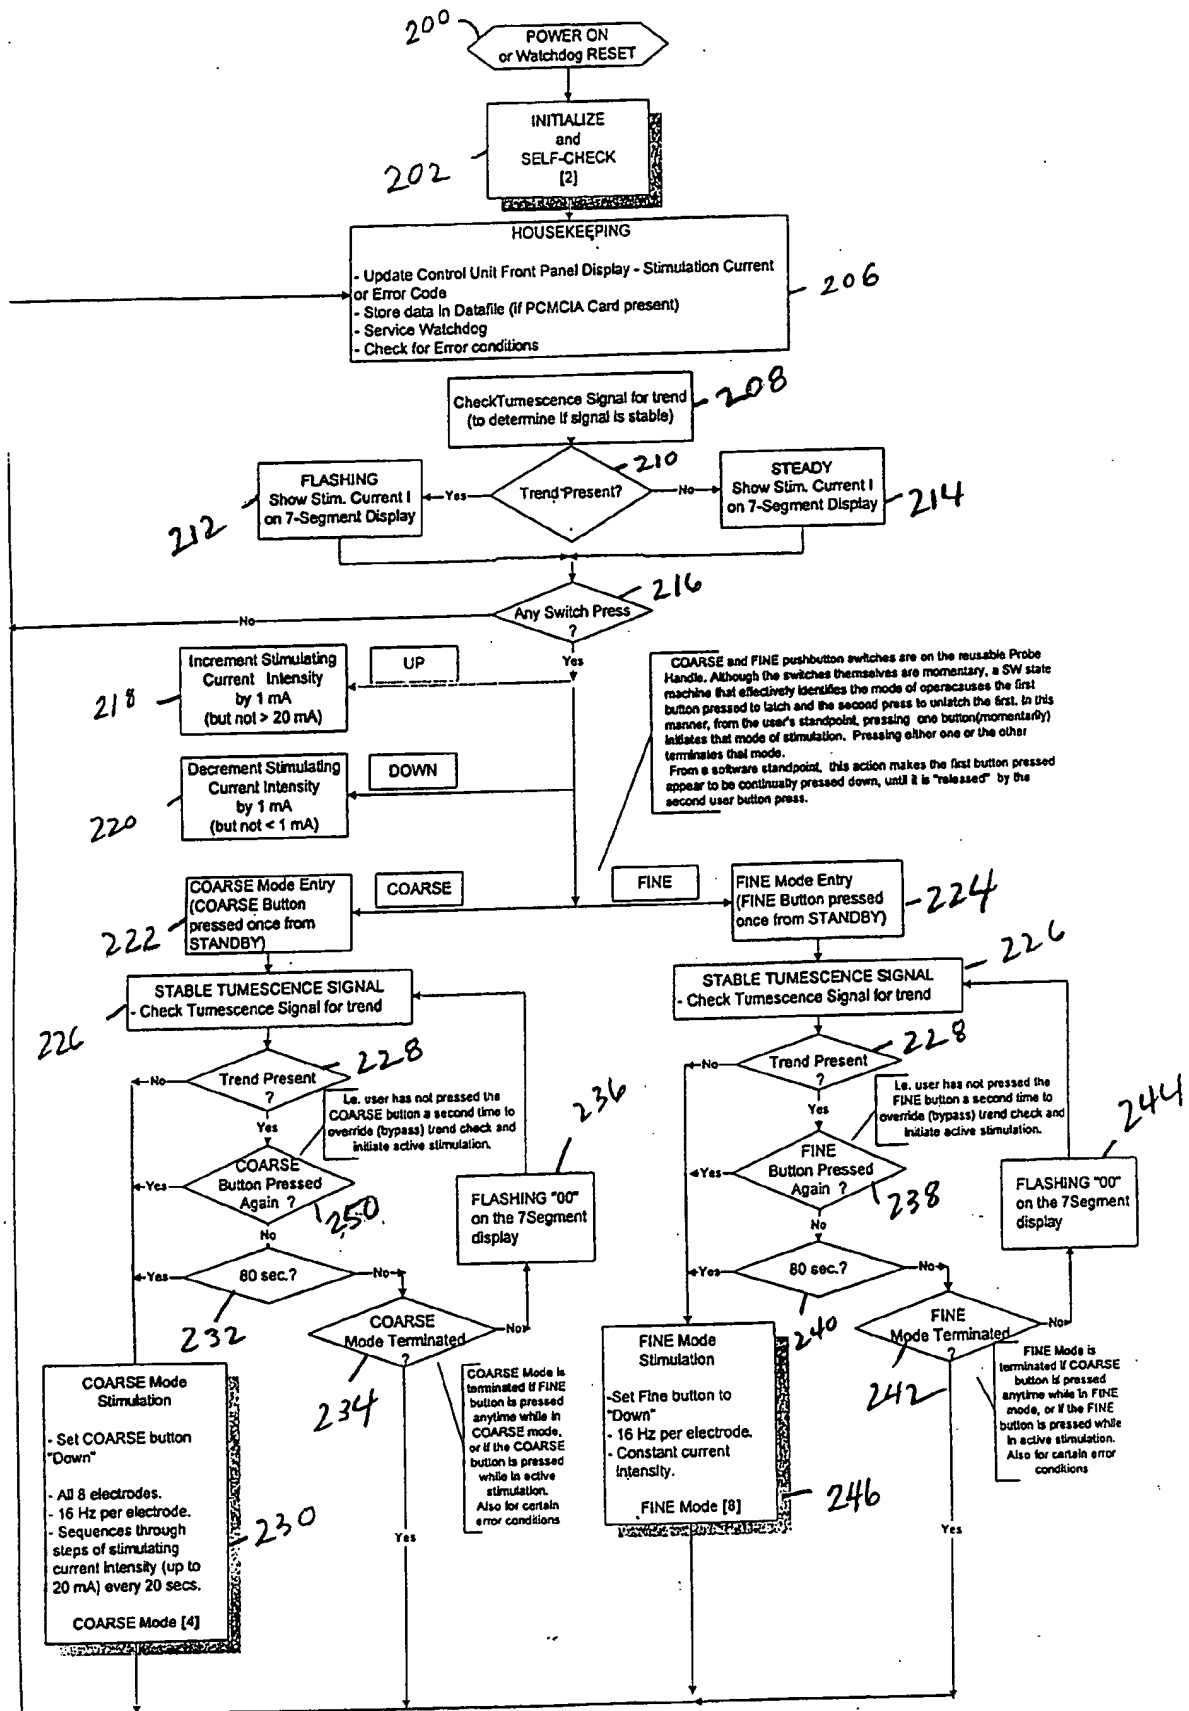 200
POWER ON
or Watchdog RESET
INITIALIZE
and
SELF-CHECK
[2]
202
HOUSEKEEPING
- Update Control Unit Front Panel Display - Stimulation Current
or Error Code
- Store data in Datafile (if PCMCIA Card present)
- Service Watchdog
- Check for Error conditions
206
CheckTumescence Signal for trend
(to determine if signal is stable)
208
210
Trend Present?
Yes
No
FLASHING
Show Stim. Current I
on 7-Segment Display
212
STEADY
Show Stim. Current I
on 7-Segment Display
214
216
Any Switch Press
?
No
Yes
Increment Stimulating
Current Intensity
by 1 mA
(but not > 20 mA)
218
UP
Decrement Stimulating
Current Intensity
by 1 mA
(but not < 1 mA)
220
DOWN
COARSE and FINE pushbutton switches are on the reusable Probe
Handle. Although the switches themselves are momentary, a SW state
machine that effectively identifies the mode of operacauses the first
button pressed to latch and the second press to unlatch the first. In this
manner, from the user's standpoint, pressing one button(momentarily)
initiates that mode of stimulation. Pressing either one or the other
terminates that mode.
From a software standpoint, this action makes the first button pressed
appear to be continually pressed down, until it is "released" by the
second user button press.
COARSE Mode Entry
(COARSE Button
pressed once from
STANDBY)
222
COARSE
FINE
FINE Mode Entry
(FINE Button pressed
once from STANDBY)
224
STABLE TUMESCENCE SIGNAL
- Check Tumescence Signal for trend
226
STABLE TUMESCENCE SIGNAL
- Check Tumescence Signal for trend
226
Trend Present
?
228
No
Yes
i.e. user has not pressed the
COARSE button a second time to
override (bypass) trend check and
initiate active stimulation.
COARSE
Button Pressed
Again ?
250
Yes
No
236
FLASHING "00"
on the 7Segment
display
80 sec.?
232
Yes
No
COARSE
Mode Terminated
?
234
No
Yes
COARSE Mode is
terminated if FINE
button is pressed
anytime while in
COARSE mode,
or if the COARSE
button is pressed
while in active
stimulation.
Also for certain
error conditions
COARSE Mode
Stimulation
- Set COARSE button
"Down"
- All 8 electrodes.
- 16 Hz per electrode.
- Sequences through
steps of stimulating
current intensity (up to
20 mA) every 20 secs.
COARSE Mode [4]
230
Trend Present
?
228
No
Yes
i.e. user has not pressed the
FINE button a second time to
override (bypass) trend check and
initiate active stimulation.
FINE
Button Pressed
Again ?
238
Yes
No
244
FLASHING "00"
on the 7Segment
display
80 sec.?
240
Yes
No
FINE
Mode Terminated
?
242
No
Yes
FINE Mode is
terminated if COARSE
button is pressed
anytime while in FINE
mode, or if the FINE
button is pressed while
in active stimulation.
Also for certain error
conditions
FINE Mode
Stimulation
-Set Fine button to
"Down"
- 16 Hz per electrode.
- Constant current
Intensity.
FINE Mode [8]
246